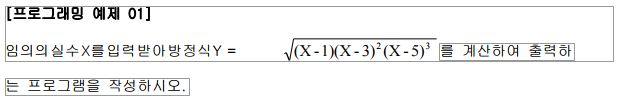 [프로그래밍 예제 01]
임의의실수X를입력받아방정식Y = √(X-1)(X-3)²(X-5)³ 를 계산하여 출력하
는 프로그램을 작성하시오.